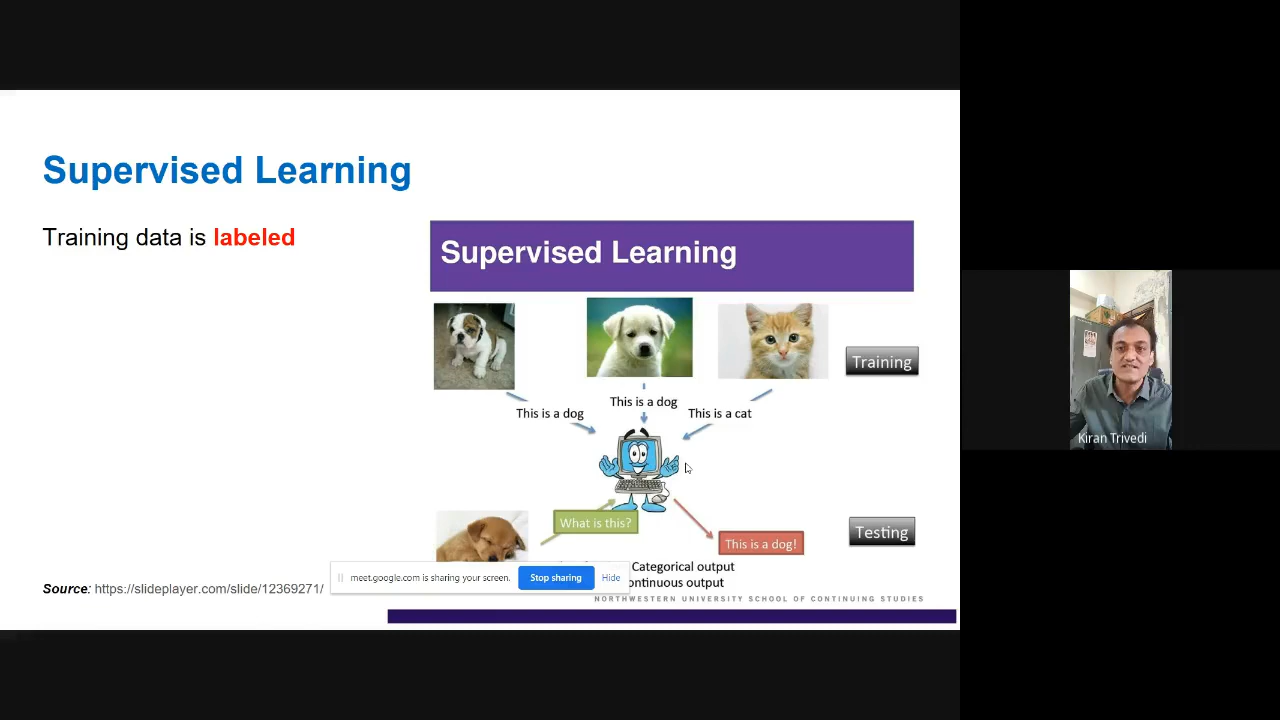 Supervised Learning
Training data is labeled
Supervised Learning
Training
This is a dog
This is a dog
This is a cat
What is this?
This is a dog!
Testing
Categorical output
ontinuous output
meet.google.com is sharing your screen.
Stop sharing
Hide
Source: https://slideplayer.com/slide/12369271/
NORTHWESTERN UNIVERSITY SCHOOL OF CONTINUING STUDIES
Kiran Trivedi